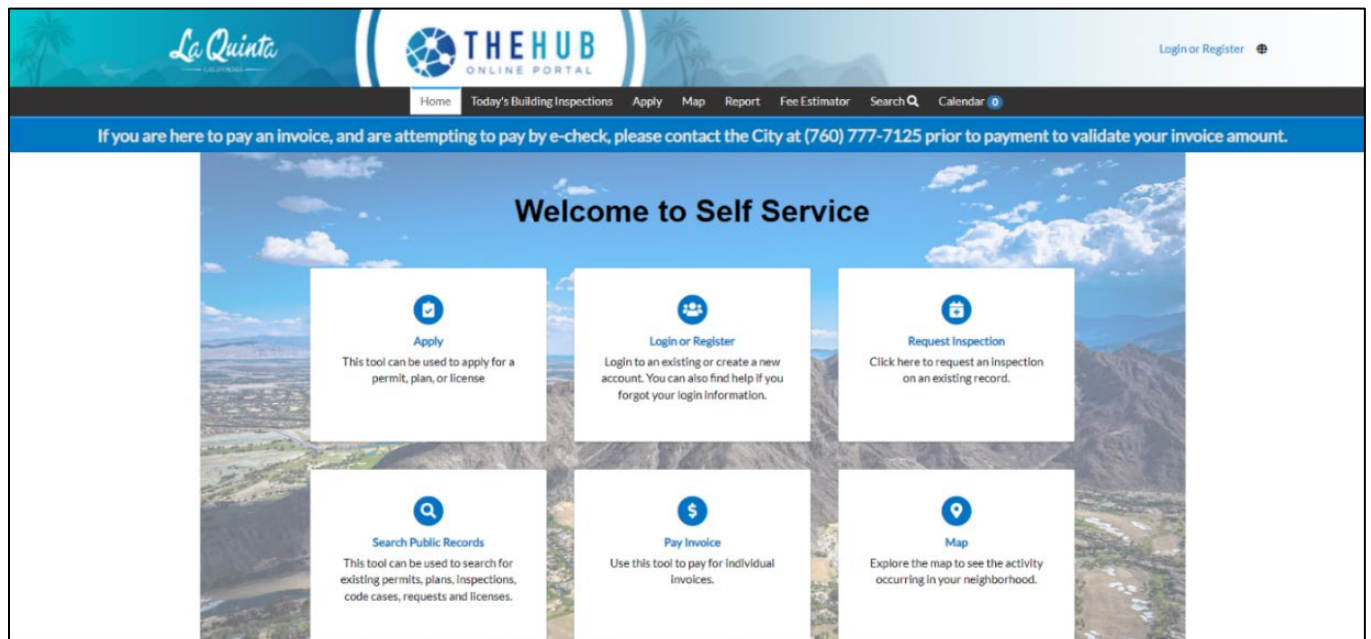 La Quinta
CALIFORNIA
THE HUB
ONLINE PORTAL
Login or Register
Home Today's Building Inspections Apply Map Report Fee Estimator Search Calendar 0
If you are here to pay an invoice, and are attempting to pay by e-check, please contact the City at (760) 777-7125 prior to payment to validate your invoice amount.
Welcome to Self Service
Apply
This tool can be used to apply for a
permit, plan, or license
Login or Register
Login to an existing or create a new
account. You can also find help if you
forgot your login information.
Request Inspection
Click here to request an inspection
on an existing record.
Search Public Records
This tool can be used to search for
existing permits, plans, inspections,
code cases, requests and licenses.
Pay Invoice
Use this tool to pay for individual
invoices.
Map
Explore the map to see the activity
occurring in your neighborhood.